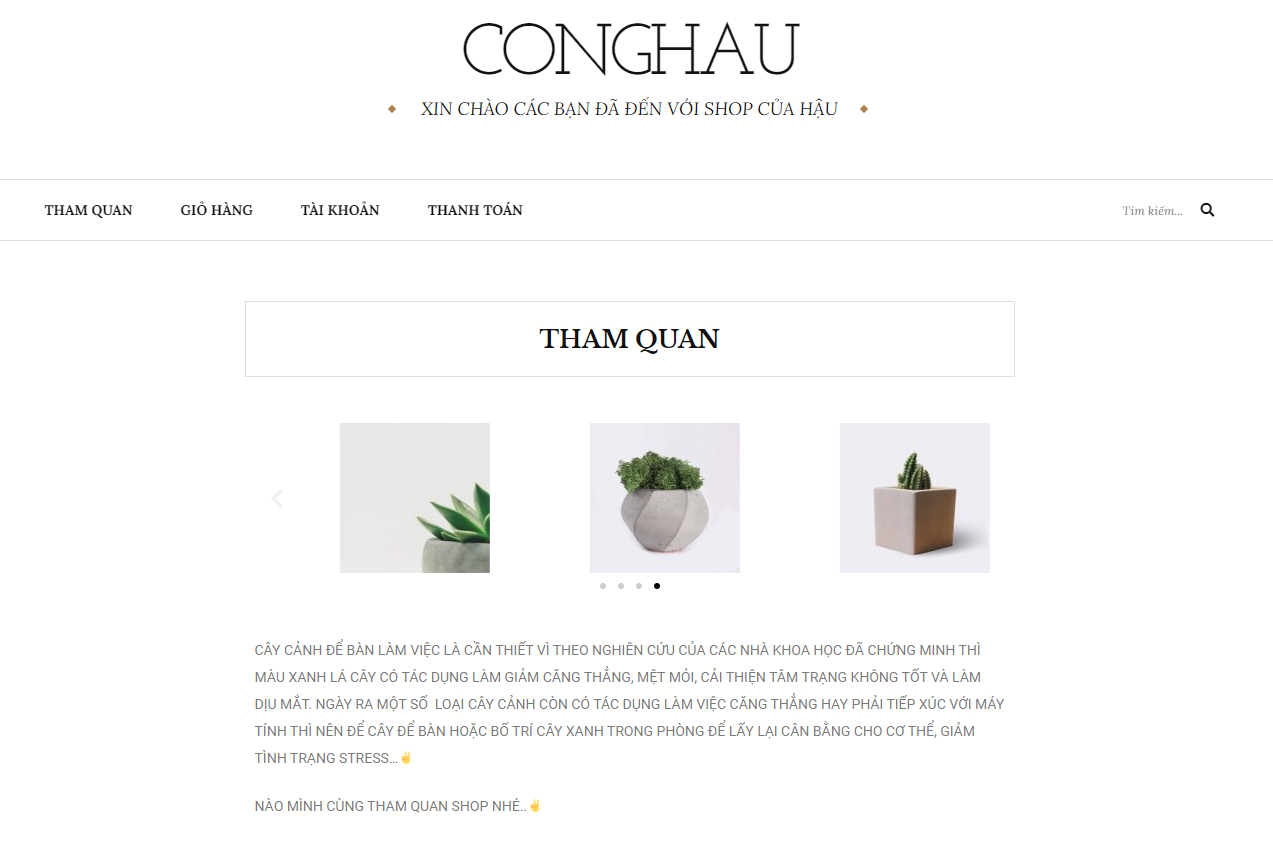 CONGHAU
XIN CHÀO CÁC BẠN ĐÃ ĐẾN VỚI SHOP CỦA HẬU
THAM QUAN GIỎ HÀNG TÀI KHOẢN THANH TOÁN Tìm kiếm...
THAM QUAN
CÂY CẢNH ĐỂ BÀN LÀM VIỆC LÀ CẦN THIẾT VÌ THEO NGHIÊN CỨU CỦA CÁC NHÀ KHOA HỌC ĐÃ CHỨNG MINH THÌ
MÀU XANH LÁ CÂY CÓ TÁC DỤNG LÀM GIẢM CĂNG THẲNG, MỆT MỎI, CẢI THIỆN TÂM TRẠNG KHÔNG TỐT VÀ LÀM
DỊU MẮT. NGÀY RA MỘT SỐ  LOẠI CÂY CẢNH CÒN CÓ TÁC DỤNG LÀM VIỆC CĂNG THẲNG HAY PHẢI TIẾP XÚC VỚI MÁY
TÍNH THÌ NÊN ĐỂ CÂY ĐỂ BÀN HOẶC BỐ TRÍ CÂY XANH TRONG PHÒNG ĐỂ LẤY LẠI CÂN BẰNG CHO CƠ THỂ, GIẢM
TÌNH TRẠNG STRESS...✌
NÀO MÌNH CÙNG THAM QUAN SHOP NHÉ..✌